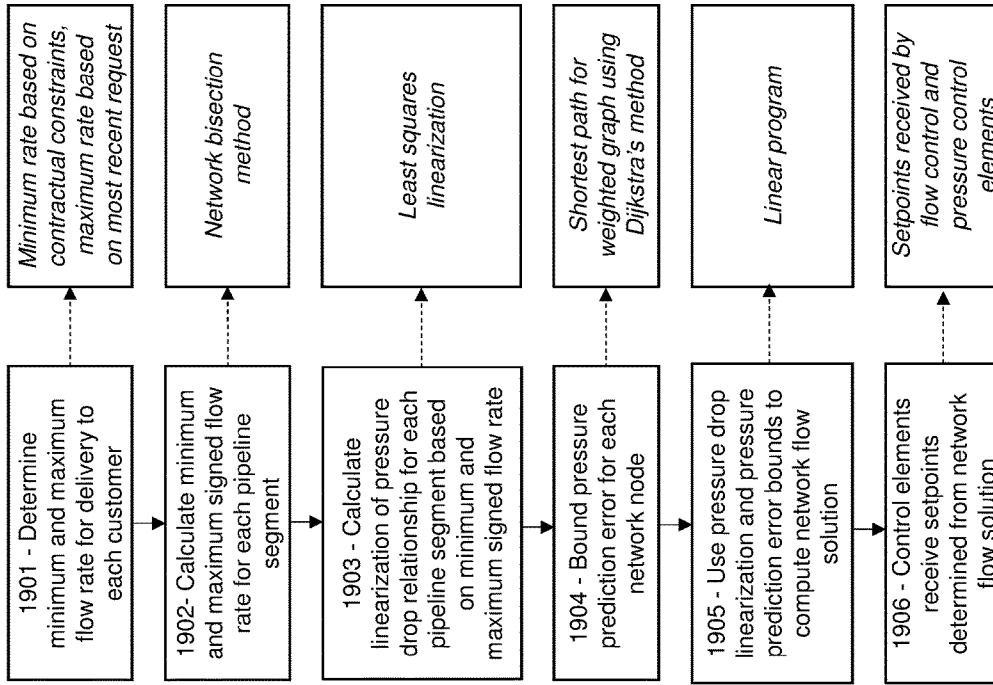 1901 - Determine
minimum and maximum
flow rate for delivery to
each customer
Minimum rate based on
contractual constraints,
maximum rate based
on most recent request
1902- Calculate minimum
and maximum signed flow
rate for each pipeline
segment
Network bisection
method
1903 - Calculate
linearization of pressure
drop relationship for each
pipeline segment based
on minimum and
maximum signed flow rate
Least squares
linearization
1904 - Bound pressure
prediction error for each
network node
Shortest path for
weighted graph using
Dijkstra's method
1905 - Use pressure drop
linearization and pressure
prediction error bounds to
compute network flow
solution
Linear program
1906 - Control elements
receive setpoints
determined from network
flow solution
Setpoints received by
flow control and
pressure control
elements